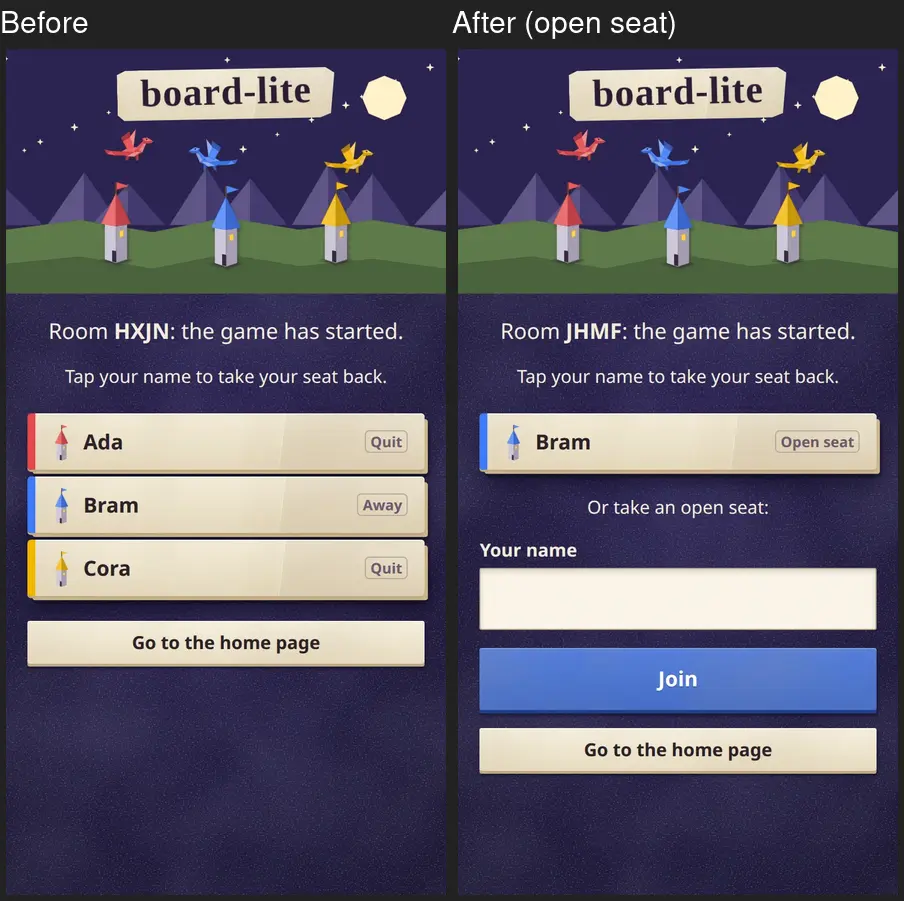 Before
board-lite
Room HXJN: the game has started.
Tap your name to take your seat back.
Ada Quit
Bram Away
Cora Quit
Go to the home page
After (open seat)
board-lite
Room JHMF: the game has started.
Tap your name to take your seat back.
Bram Open seat
Or take an open seat:
Your name
Join
Go to the home page